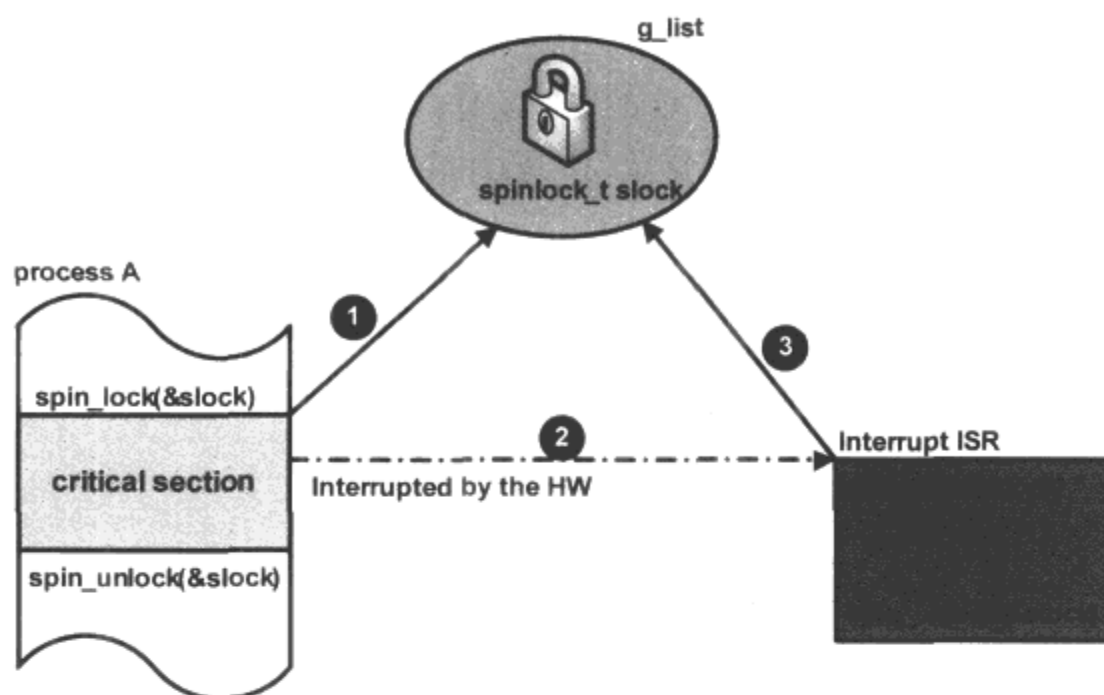 g_list
spinlock_t slock
process A
1
3
spin_lock(&slock)
2
Interrupt ISR
critical section
Interrupted by the HW
spin_unlock(&slock)